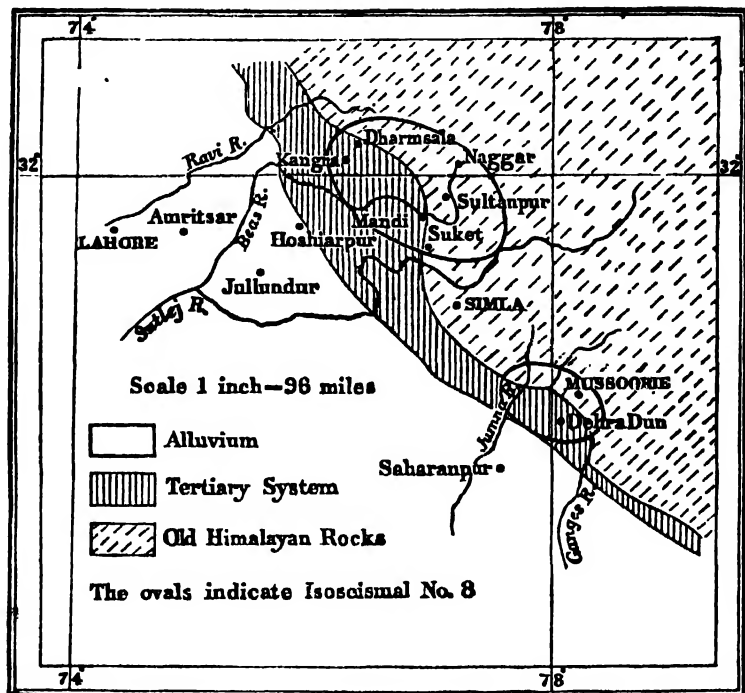 74°
78°
32°
32°
Ravi R.
Dharmsala
Kangra
Naggar
Sultanpur
Amritsar
LAHORE
Beas R.
Mandi
Hoshiarpur
Suket
Jullundur
Sutlej R.
SIMLA
Scale 1 inch=96 miles
MUSSOORIE
Jumna R.
Dehra Dun
Alluvium
Saharanpur
Tertiary System
Ganges R.
Old Himalayan Rocks
The ovals indicate Isoseismal No. 8
74°
78°